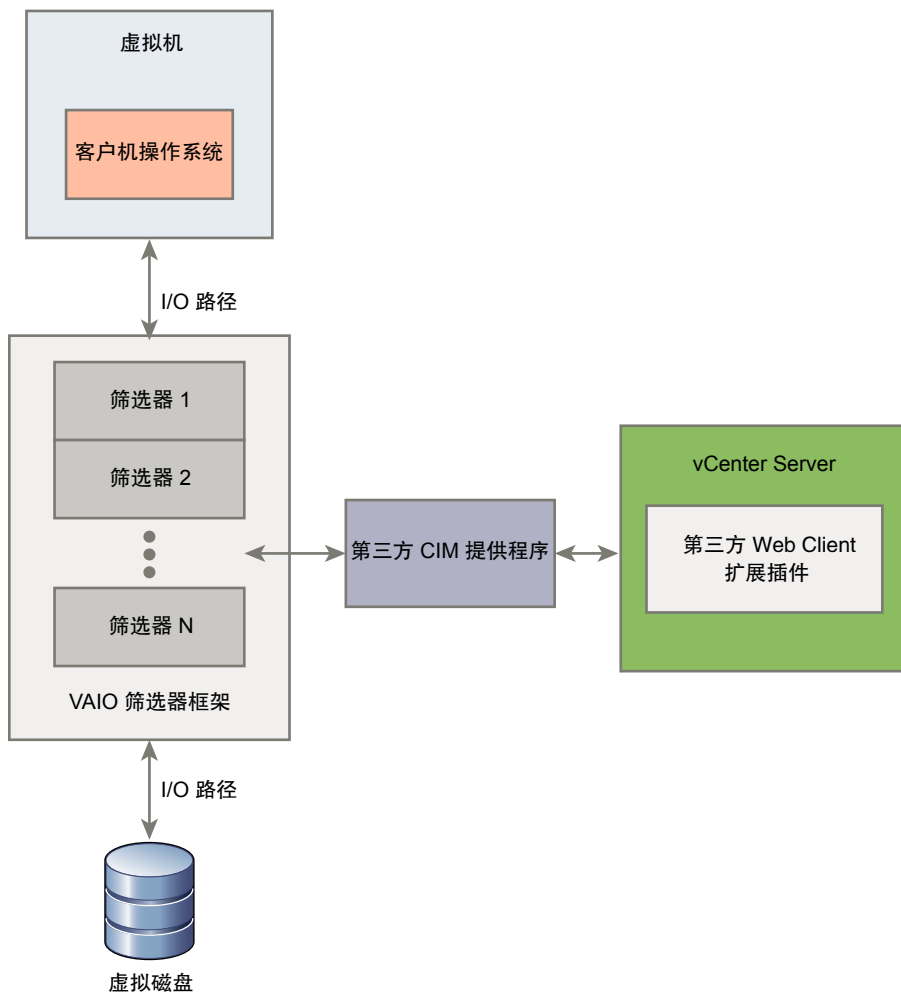 虚拟机
客户机操作系统
I/O 路径
筛选器 1
筛选器 2
筛选器 N
VAIO 筛选器框架
第三方 CIM 提供程序
vCenter Server
第三方 Web Client
扩展插件
I/O 路径
虚拟磁盘